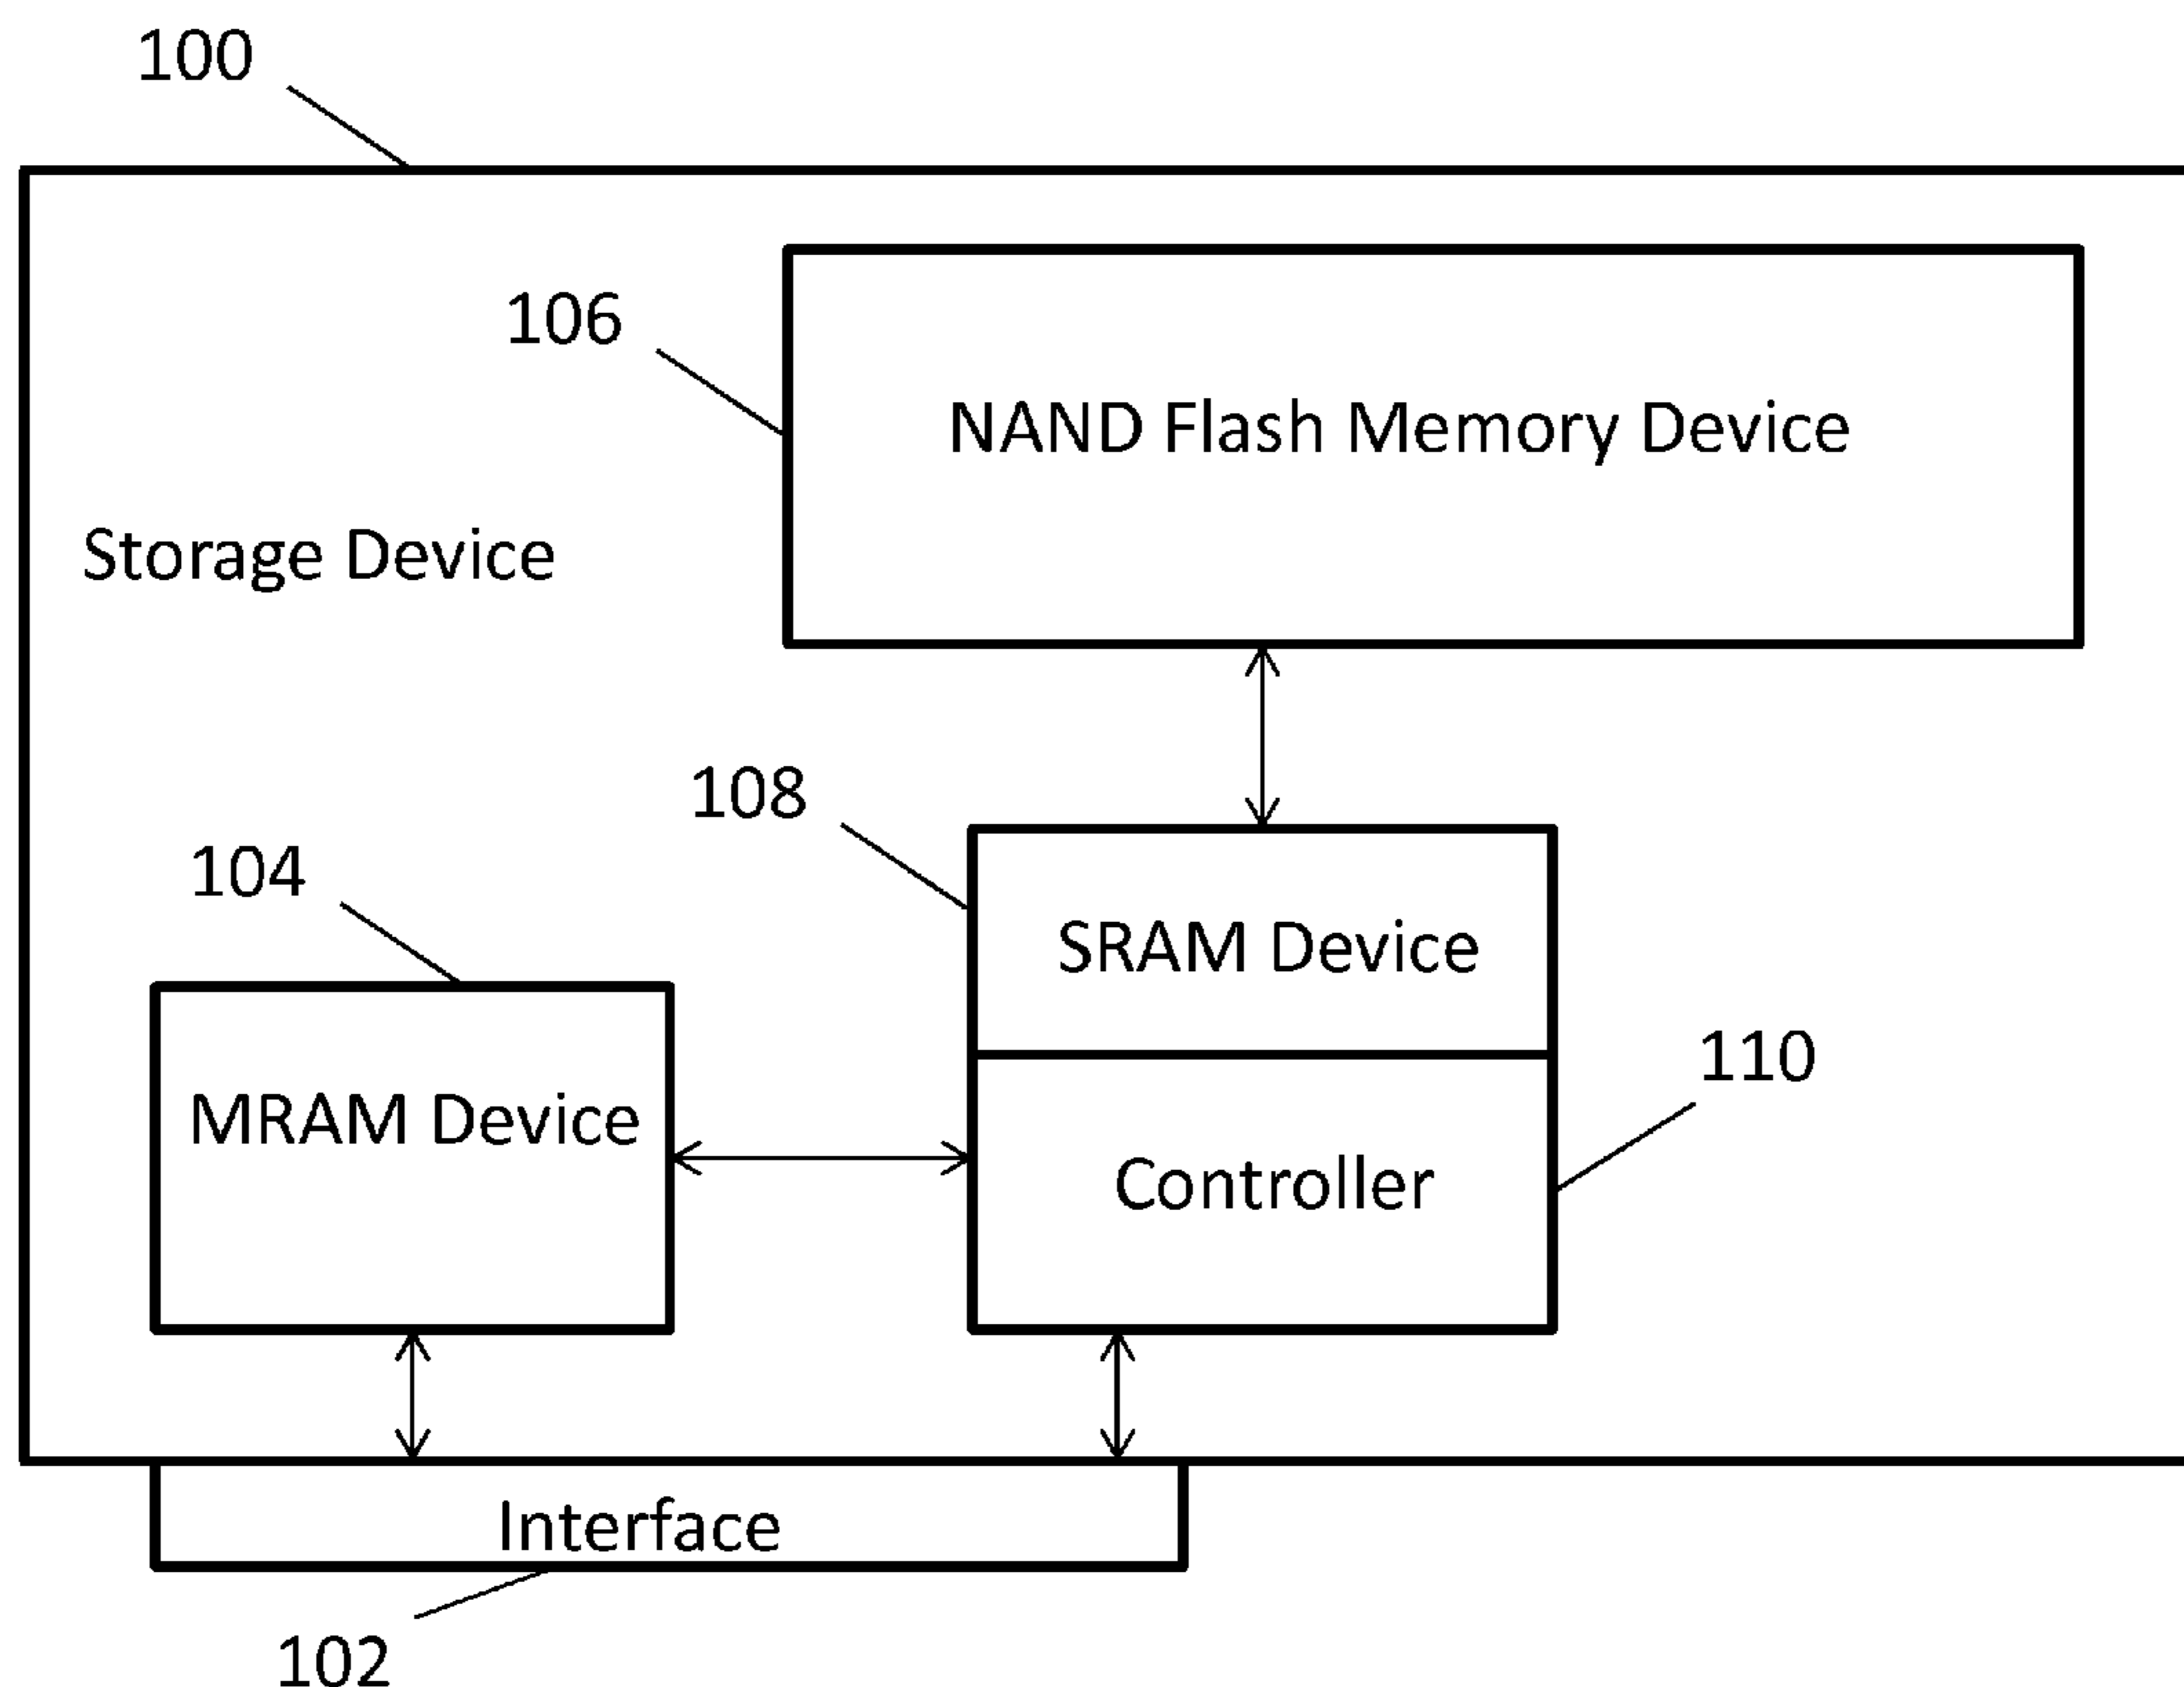 100
106
NAND Flash Memory Device
Storage Device
108
104
SRAM Device
110
MRAM Device
Controller
Interface
102